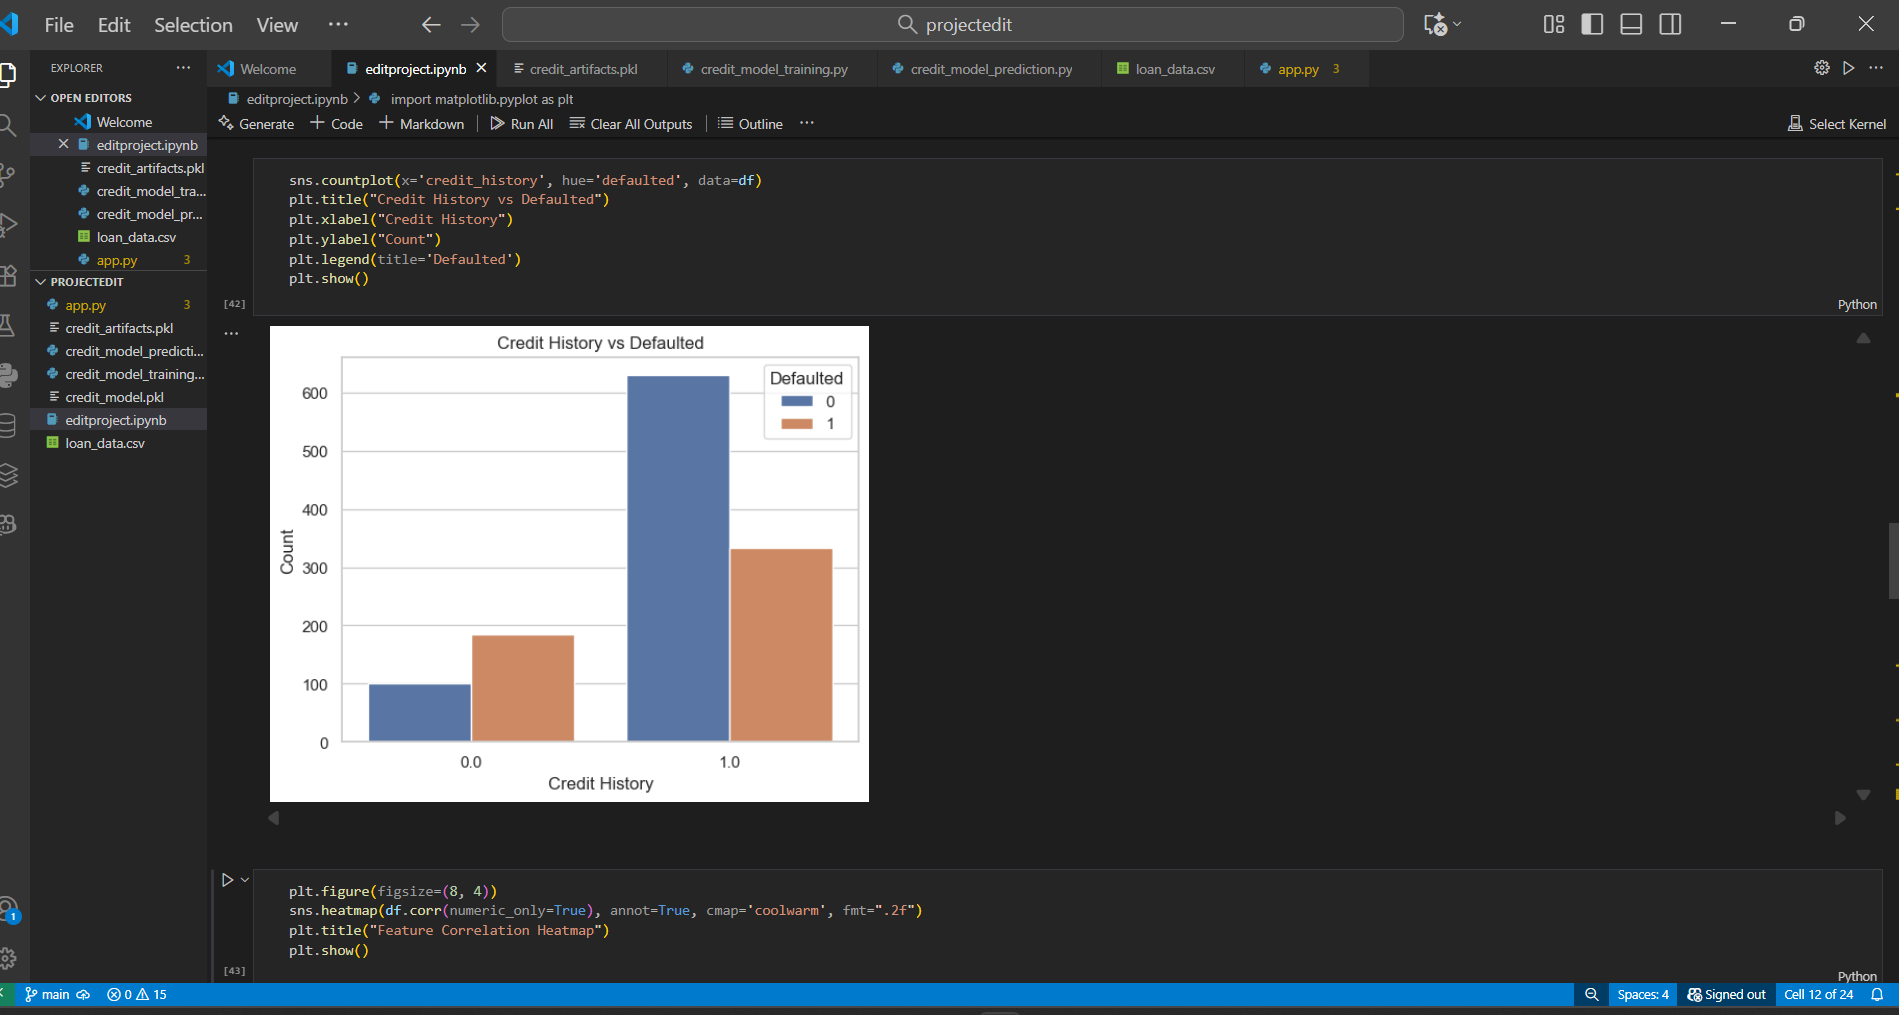 File Edit Selection View ···
projectedit
EXPLORER ···
OPEN EDITORS
Welcome
editproject.ipynb
credit_artifacts.pkl
credit_model_tra...
credit_model_pr...
loan_data.csv
app.py 3
PROJECTEDIT
app.py 3
credit_artifacts.pkl
credit_model_predicti...
credit_model_training...
credit_model.pkl
editproject.ipynb
loan_data.csv
Welcome editproject.ipynb credit_artifacts.pkl credit_model_training.py credit_model_prediction.py loan_data.csv app.py 3
editproject.ipynb > import matplotlib.pyplot as plt
Generate + Code + Markdown Run All Clear All Outputs Outline ··· Select Kernel
sns.countplot(x='credit_history', hue='defaulted', data=df)
plt.title("Credit History vs Defaulted")
plt.xlabel("Credit History")
plt.ylabel("Count")
plt.legend(title='Defaulted')
plt.show()
[42] Python
Credit History vs Defaulted
Defaulted
0
1
600
500
400
300
200
100
0
Count
0.0 1.0
Credit History
plt.figure(figsize=(8, 4))
sns.heatmap(df.corr(numeric_only=True), annot=True, cmap='coolwarm', fmt=".2f")
plt.title("Feature Correlation Heatmap")
plt.show()
[43] Python
1
main 0 15 Spaces: 4 Signed out Cell 12 of 24